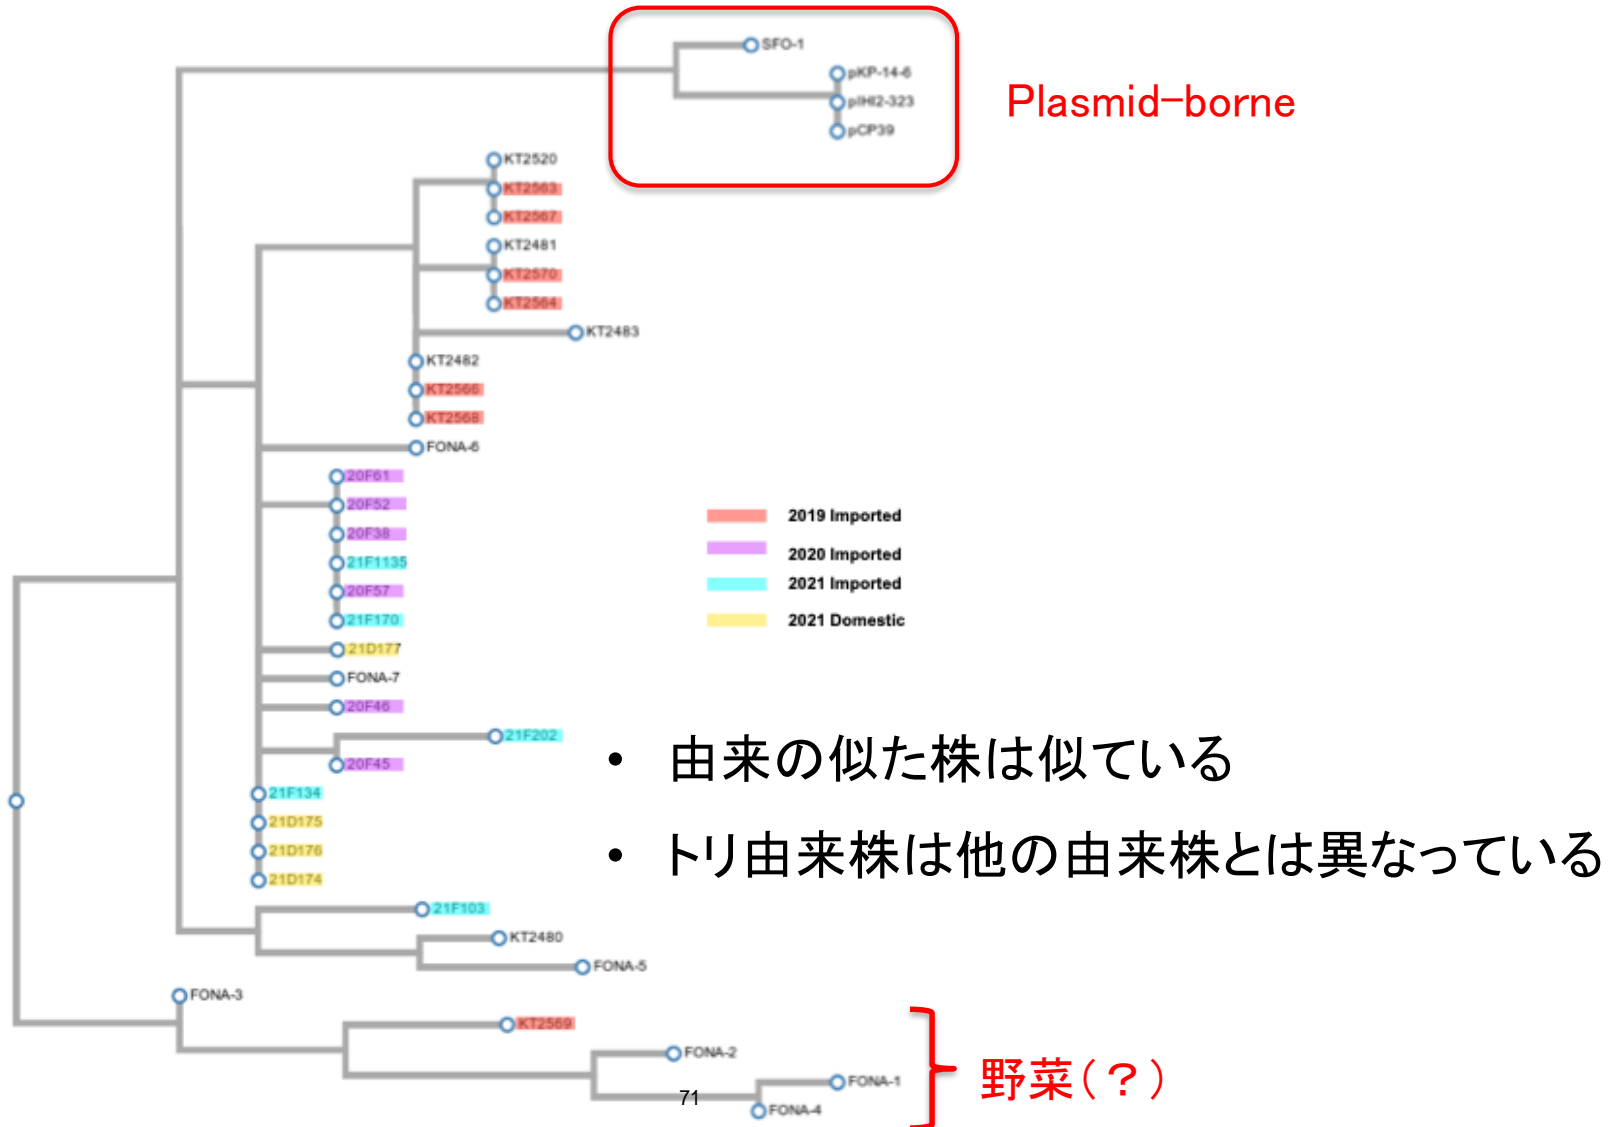 SFO-1
pKP-14-6
Plasmid-borne
pIHI2-323
pCP39
KT2520
KT2563
KT2567
KT2481
KT2570
KT2564
KT2483
KT2482
KT2566
KT2568
FONA-6
20F61
20F52
20F38
21F1135
20F57
21F170
2019 Imported
2020 Imported
2021 Imported
2021 Domestic
21D177
FONA-7
20F46
21F202
20F45
• 由来の似た株は似ている
21F134
21D175
21D176
21D174
• トリ由来株は他の由来株とは異なっている
21F103
KT2480
FONA-5
FONA-3
KT2569
FONA-2
FONA-1
FONA-4
野菜(？)
71